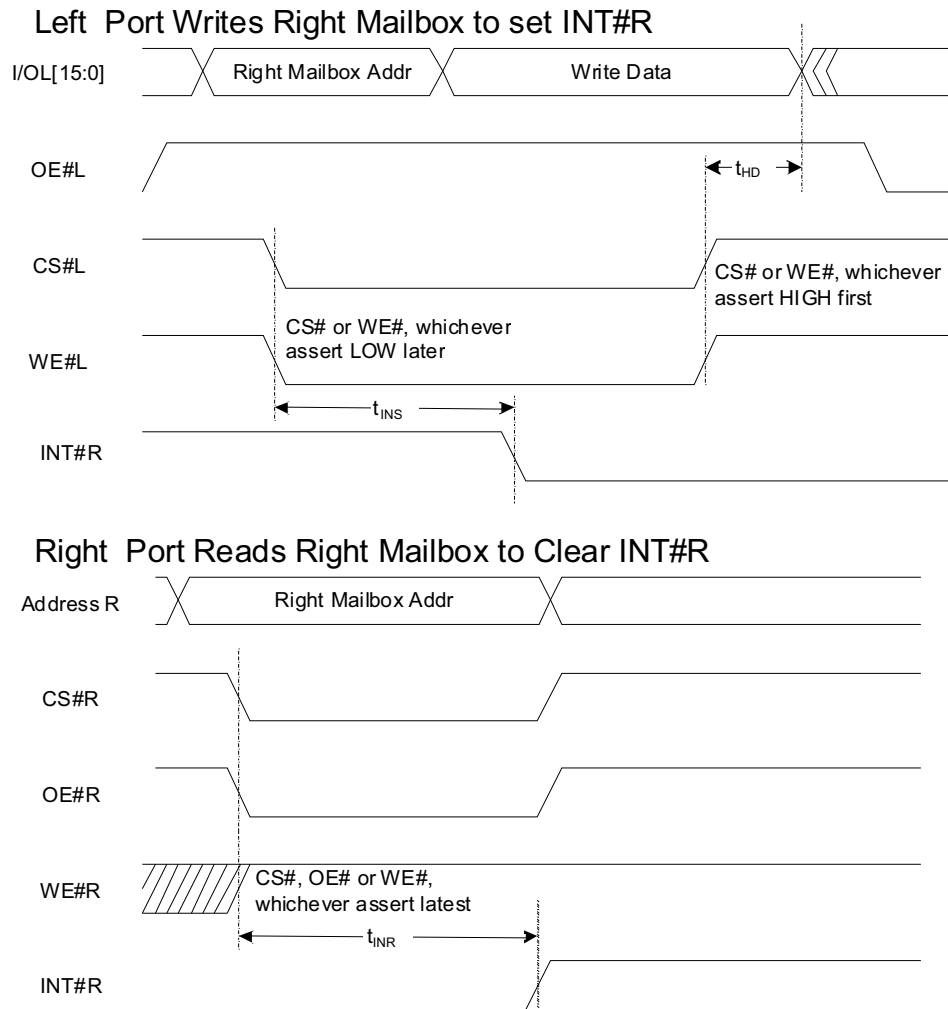 Left Port Writes Right Mailbox to set INT#R
I/OL[15:0]
Right Mailbox Addr
Write Data
OE#L
tHD
CS#L
CS# or WE#, whichever
assert HIGH first
CS# or WE#, whichever
assert LOW later
WE#L
tINS
INT#R
Right Port Reads Right Mailbox to Clear INT#R
Address R
Right Mailbox Addr
CS#R
OE#R
WE#R
CS#, OE# or WE#,
whichever assert latest
tINR
INT#R